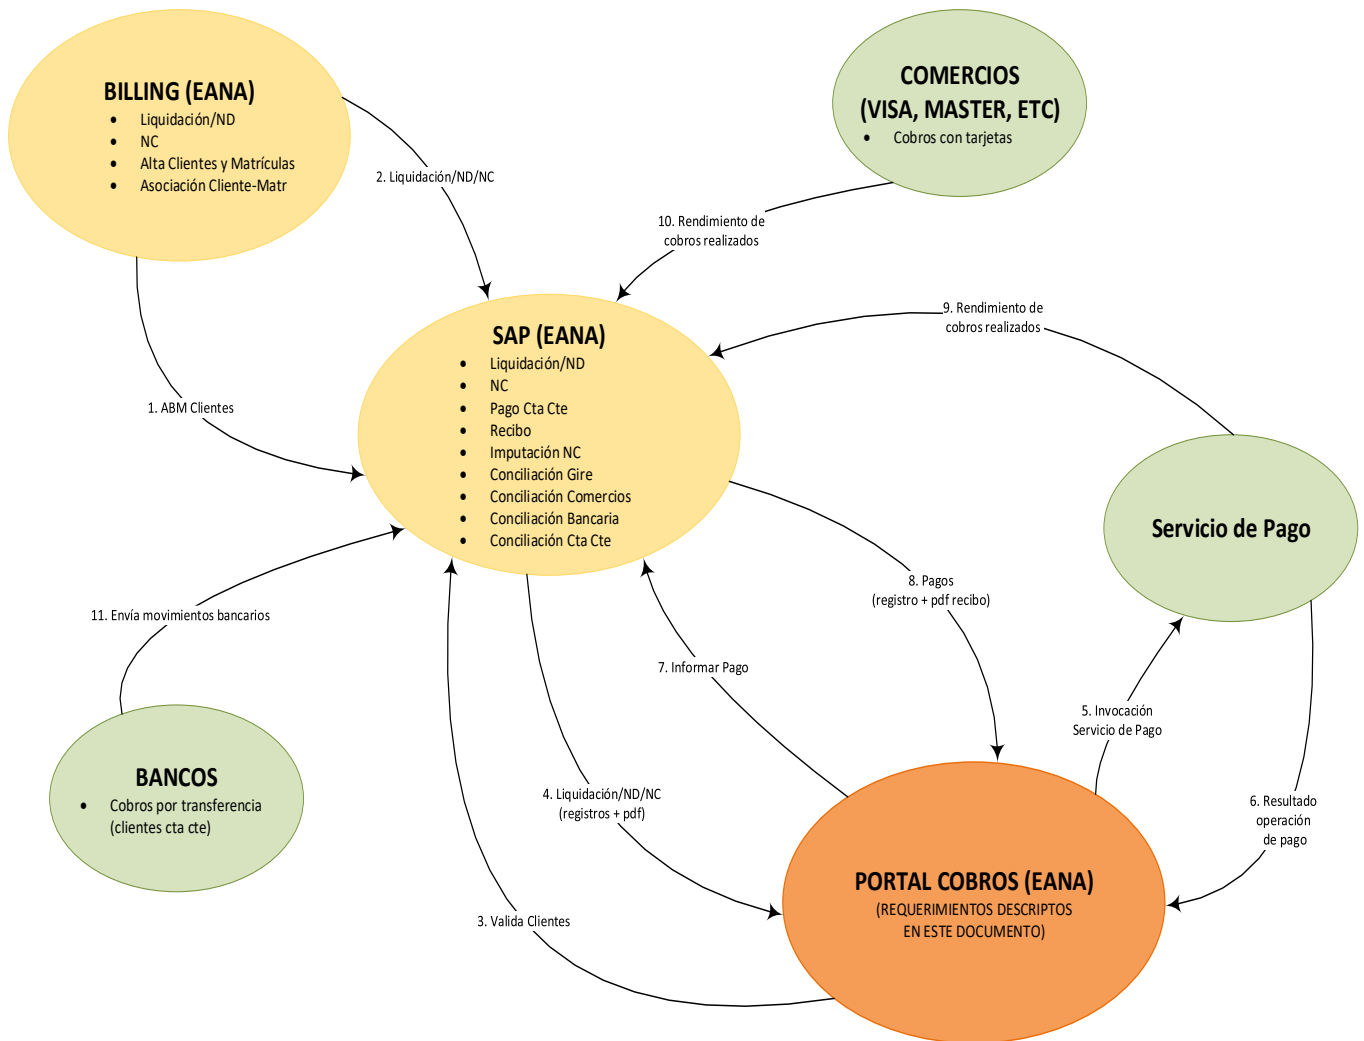 BILLING (EANA)
• Liquidación/ND
• NC
• Alta Clientes y Matrículas
• Asociación Cliente-Matr
COMERCIOS
(VISA, MASTER, ETC)
• Cobros con tarjetas
2. Liquidación/ND/NC
10. Rendimiento de
cobros realizados
9. Rendimiento de
cobros realizados
SAP (EANA)
• Liquidación/ND
• NC
• Pago Cta Cte
• Recibo
• Imputación NC
• Conciliación Gire
• Conciliación Comercios
• Conciliación Bancaria
• Conciliación Cta Cte
1. ABM Clientes
Servicio de Pago
8. Pagos
(registro + pdf recibo)
11. Envía movimientos bancarios
7. Informar Pago
5. Invocación
Servicio de Pago
BANCOS
• Cobros por transferencia
(clientes cta cte)
4. Liquidación/ND/NC
(registros + pdf)
6. Resultado
operación
de pago
PORTAL COBROS (EANA)
(REQUERIMIENTOS DESCRIPTOS
EN ESTE DOCUMENTO)
3. Valida Clientes